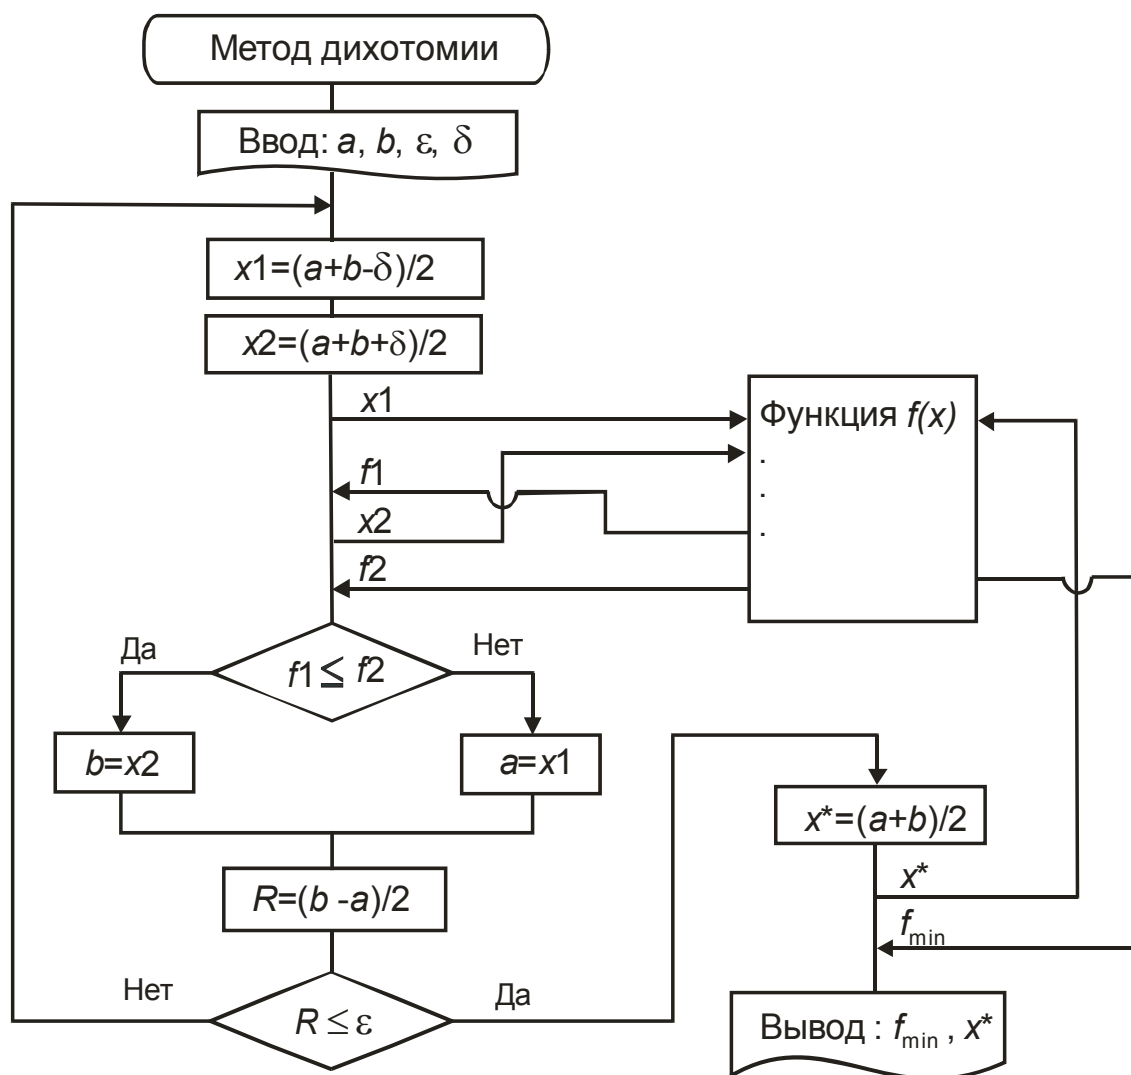 Метод дихотомии
Ввод: a, b, ε, δ
x1=(a+b-δ)/2
x2=(a+b+δ)/2
x1
Функция f(x)
.
f1
.
x2
.
f2
Да
Нет
f1 ≤ f2
b=x2
a=x1
x*=(a+b)/2
R=(b -a)/2
x*
fmin
Нет
Да
R ≤ ε
Вывод : fmin , x*